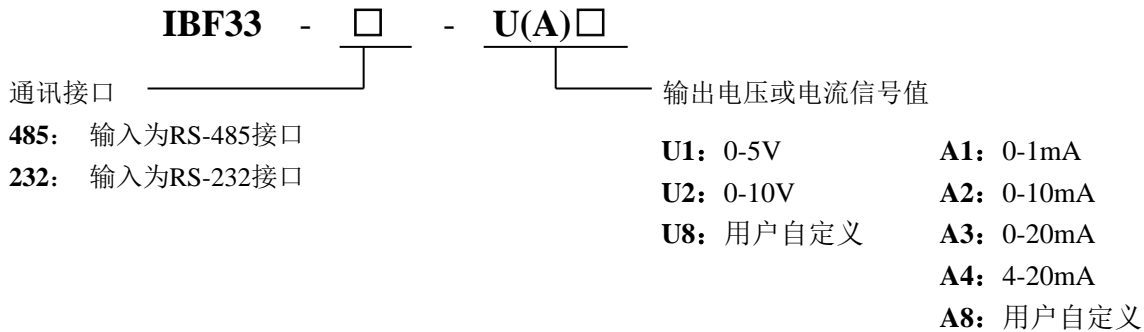 IBF33 - □ - U(A)□
通讯接口
485： 输入为RS-485接口
232： 输入为RS-232接口
输出电压或电流信号值
U1：0-5V A1：0-1mA
U2：0-10V A2：0-10mA
U8：用户自定义 A3：0-20mA
A4：4-20mA
A8：用户自定义